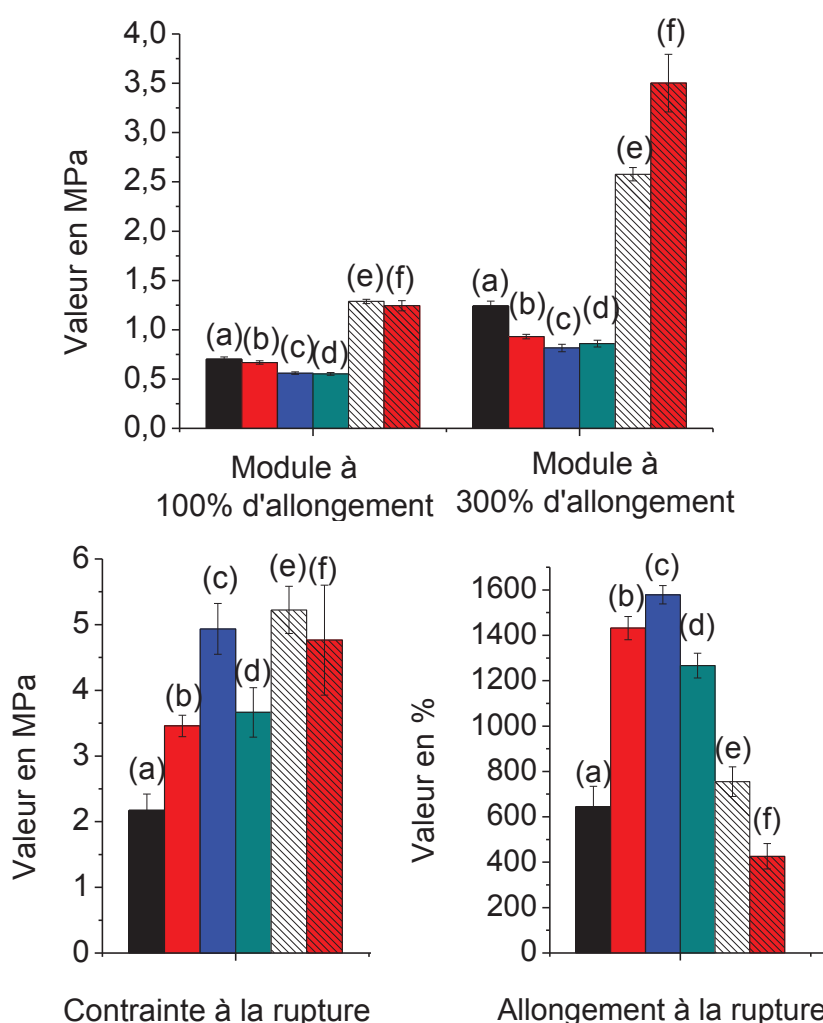 Valeur en MPa
4,0
3,5
3,0
2,5
2,0
1,5
1,0
0,5
0,0
(a) (b) (c) (d) (e) (f)
(a) (b) (c) (d) (e) (f)
Module à
100% d'allongement
Module à
300% d'allongement
Valeur en MPa
6
5
4
3
2
1
0
(a) (b) (c) (d) (e) (f)
Contrainte à la rupture
Valeur en %
1600
1400
1200
1000
800
600
400
200
0
(a) (b) (c) (d) (e) (f)
Allongement à la rupture